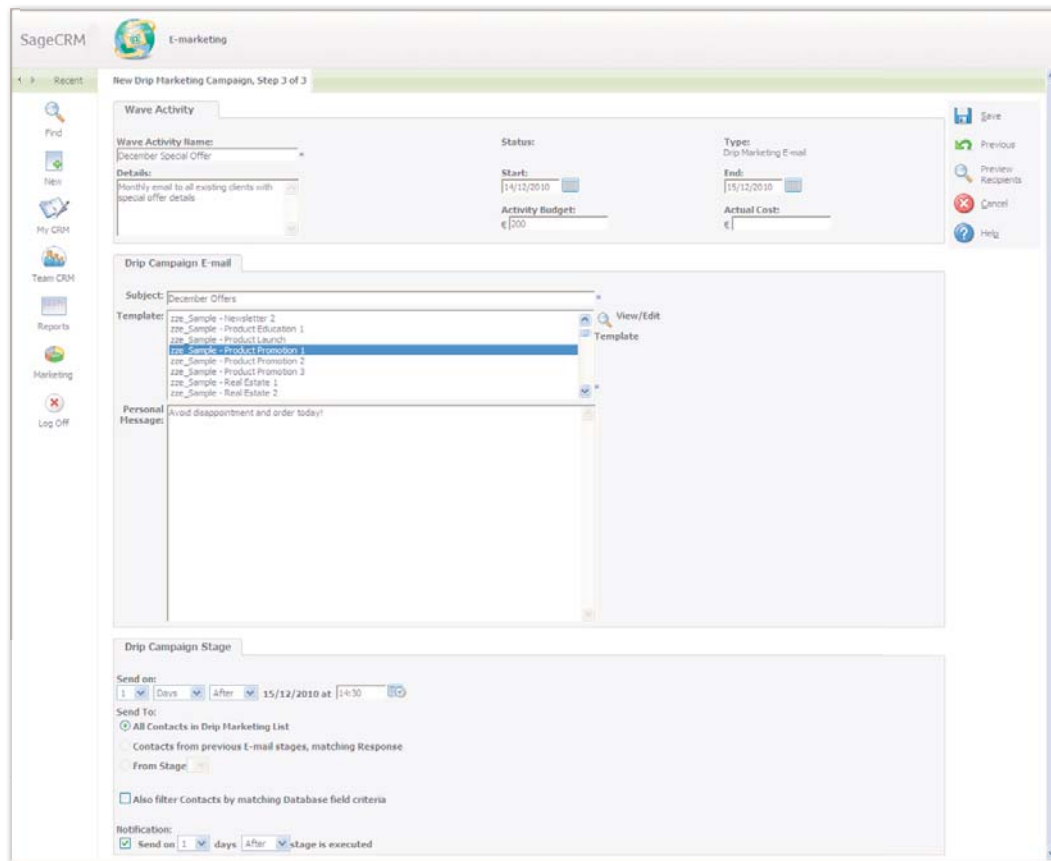 SageCRM
E-marketing
Recent
New Drip Marketing Campaign, Step 3 of 3
Find
New
My CRM
Team CRM
Reports
Marketing
Log Off
Wave Activity
Wave Activity Name:
December Special Offer
Status:
Type:
Drip Marketing E-mail
Details:
Monthly email to all existing clients with
special offer details
Start:
14/12/2010
End:
15/12/2010
Activity Budget:
€ 200
Actual Cost:
€
Save
Previous
Preview
Recipients
Cancel
Help
Drip Campaign E-mail
Subject: December Offers
Template:
zze_Sample - Newsletter 2
zze_Sample - Product Education 1
zze_Sample - Product Launch
zze_Sample - Product Promotion 1
zze_Sample - Product Promotion 2
zze_Sample - Product Promotion 3
zze_Sample - Real Estate 1
zze_Sample - Real Estate 2
View/Edit
Template
Personal
Message:
Avoid disappointment and order today!
Drip Campaign Stage
Send on:
1 Days After 15/12/2010 at 14:30
Send To:
All Contacts in Drip Marketing List
Contacts from previous E-mail stages, matching Response
From Stage
Also filter Contacts by matching Database field criteria
Notification:
Send on 1 days After stage is executed